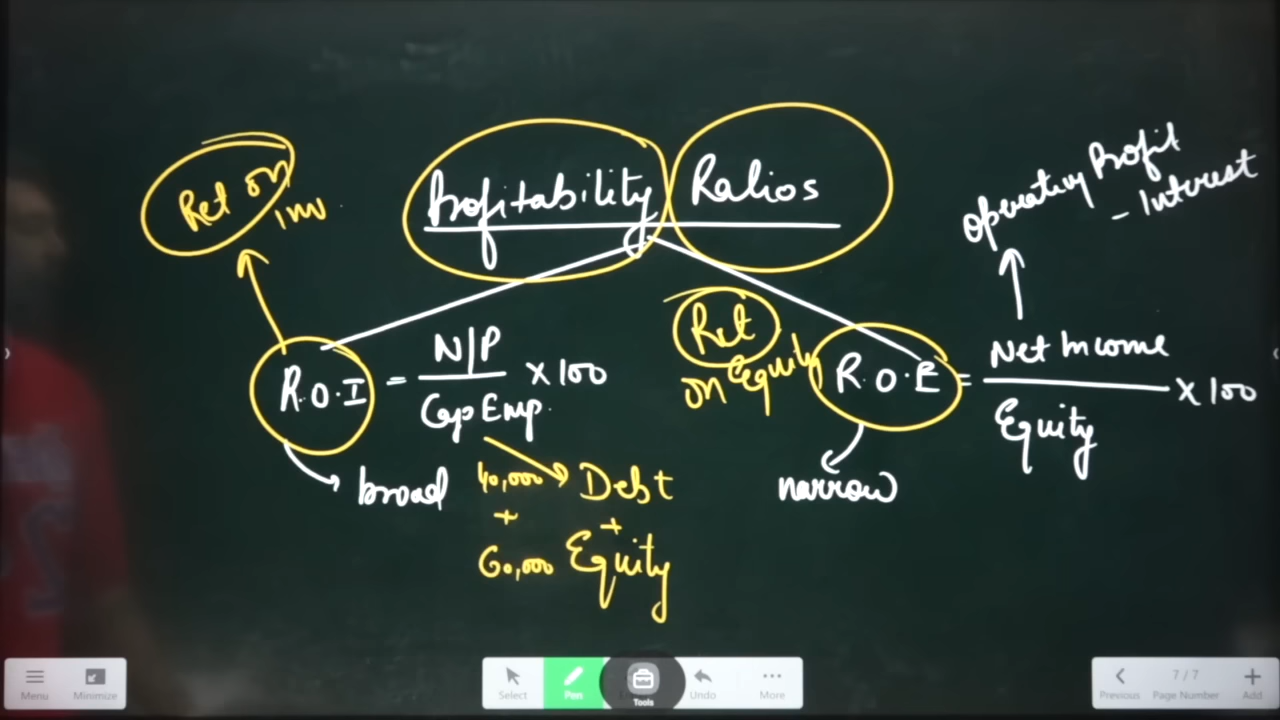 Profitability Ratios
Ret on
Inv
Operating Profit
- Interest
R.O.I = N/P × 100
Cap Emp.
Ret
on Equity
R.O.E = Net Income × 100
Equity
broad
narrow
40,000 Debt
+ +
60,000 Equity
Menu
Minimize
Select
Pen
Tools
Undo
More
Previous
7 / 7
Page Number
Add